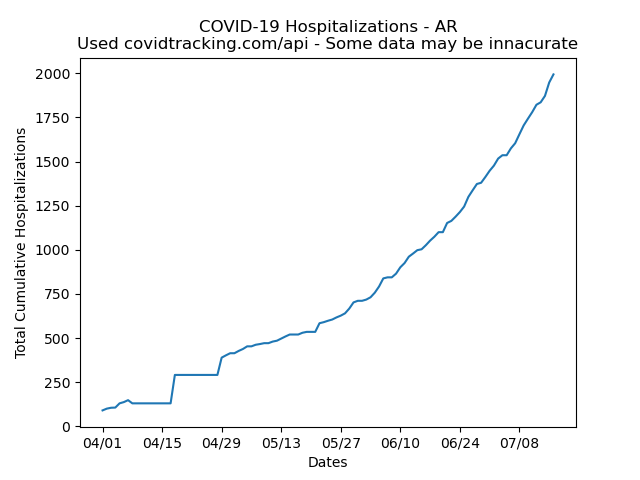 COVID-19 Hospitalizations - AR
Used covidtracking.com/api - Some data may be innacurate
2000
1750
1500
1250
1000
750
500
250
0
Total Cumulative Hospitalizations
04/01 04/15 04/29 05/13 05/27 06/10 06/24 07/08
Dates